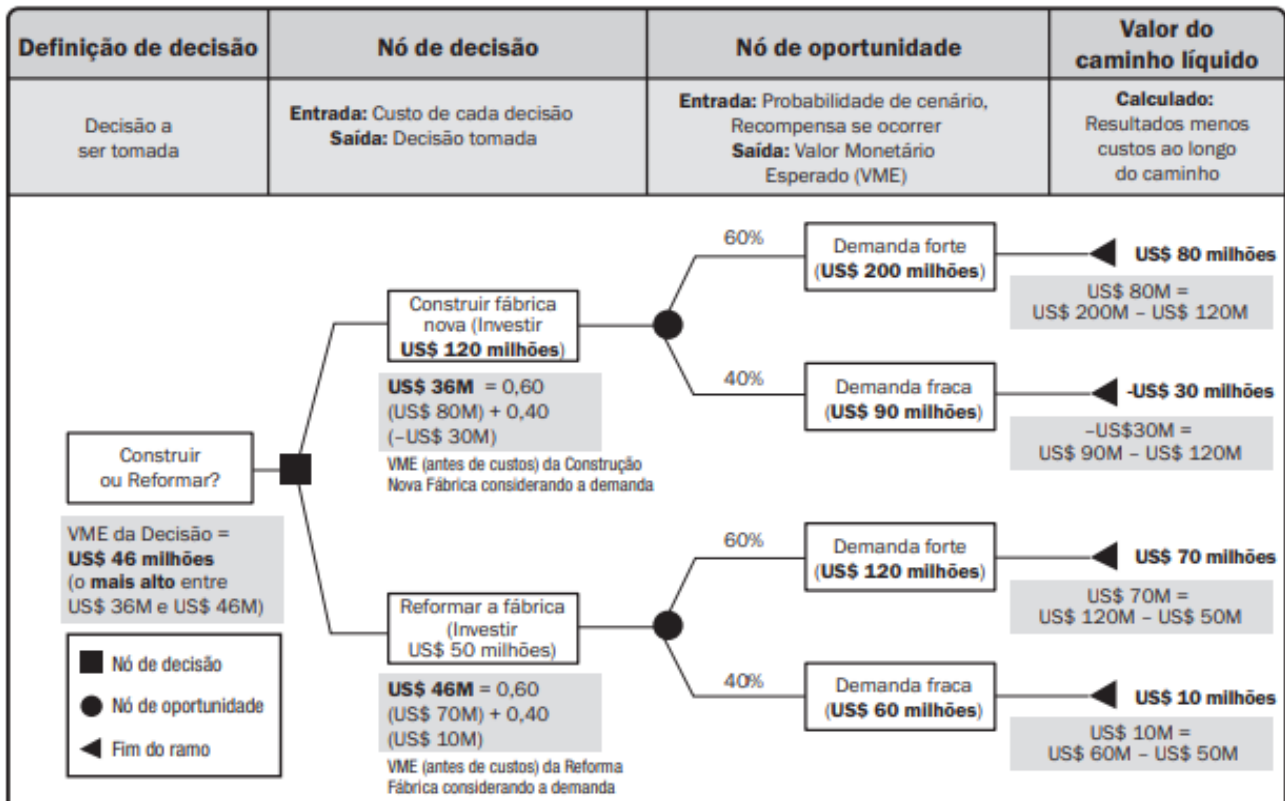 Definição de decisão
Nó de decisão
Nó de oportunidade
Valor do
caminho líquido
Decisão a
ser tomada
Entrada: Custo de cada decisão
Saída: Decisão tomada
Entrada: Probabilidade de cenário,
Recompensa se ocorrer
Saída: Valor Monetário
Esperado (VME)
Calculado:
Resultados menos
custos ao longo
do caminho
Construir
ou Reformar?
VME da Decisão =
US$ 46 milhões
(o mais alto entre
US$ 36M e US$ 46M)
Nó de decisão
Nó de oportunidade
Fim do ramo
Construir fábrica
nova (Investir
US$ 120 milhões)
US$ 36M = 0,60
(US$ 80M) + 0,40
(–US$ 30M)
VME (antes de custos) da Construção
Nova Fábrica considerando a demanda
60%
Demanda forte
(US$ 200 milhões)
US$ 80 milhões
US$ 80M =
US$ 200M – US$ 120M
40%
Demanda fraca
(US$ 90 milhões)
-US$ 30 milhões
–US$30M =
US$ 90M – US$ 120M
Reformar a fábrica
(Investir
US$ 50 milhões)
US$ 46M = 0,60
(US$ 70M) + 0,40
(US$ 10M)
VME (antes de custos) da Reforma
Fábrica considerando a demanda
60%
Demanda forte
(US$ 120 milhões)
US$ 70 milhões
US$ 70M =
US$ 120M – US$ 50M
40%
Demanda fraca
(US$ 60 milhões)
US$ 10 milhões
US$ 10M =
US$ 60M – US$ 50M